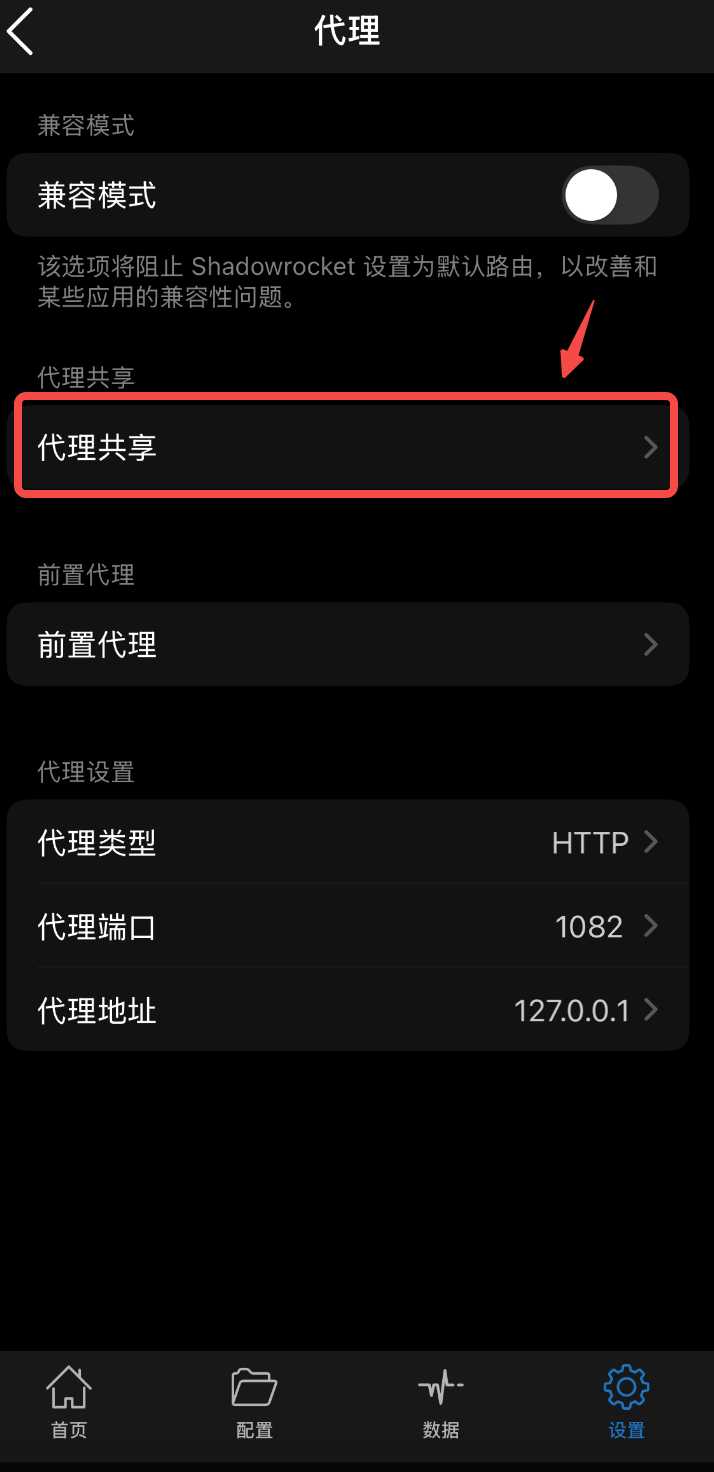 代理
兼容模式
兼容模式
该选项将阻止 Shadowrocket 设置为默认路由，以改善和
某些应用的兼容性问题。
代理共享
代理共享
前置代理
前置代理
代理设置
代理类型 HTTP
代理端口 1082
代理地址 127.0.0.1
首页 配置 数据 设置